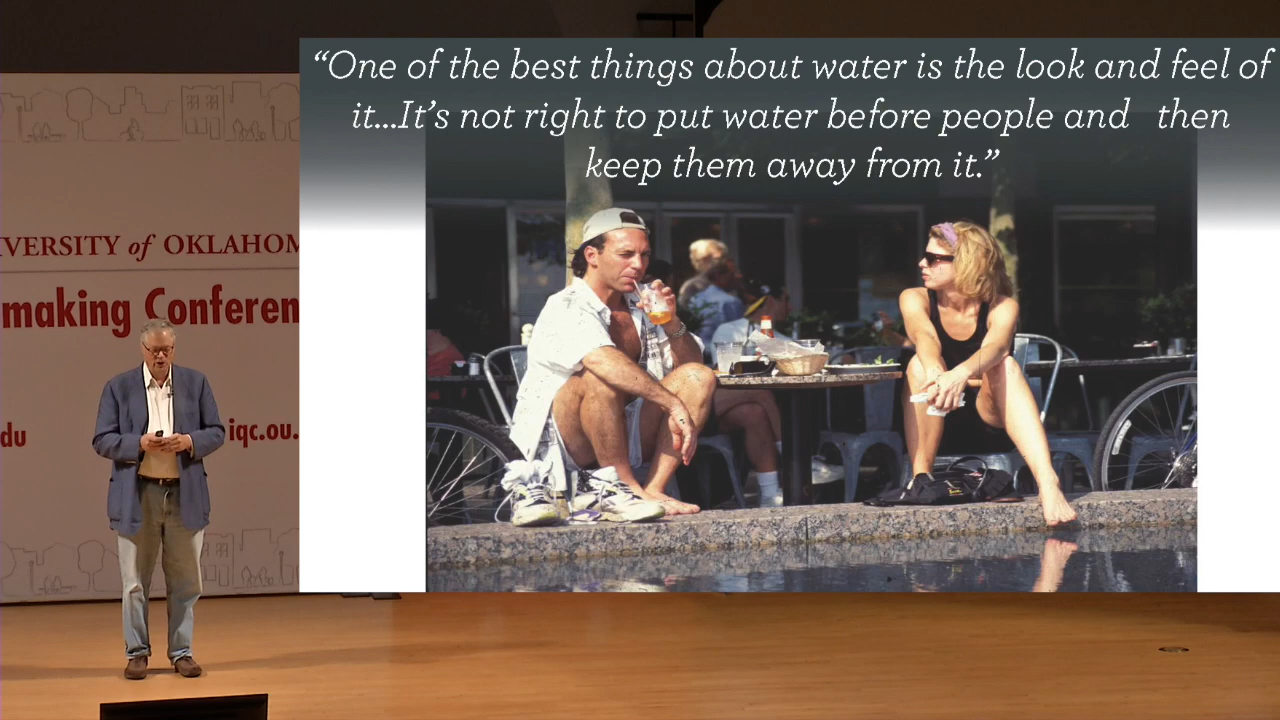 “One of the best things about water is the look and feel of
it...It’s not right to put water before people and then
keep them away from it.”
VERSITY of OKLAHOM
making Conferen
du
iqc.ou.